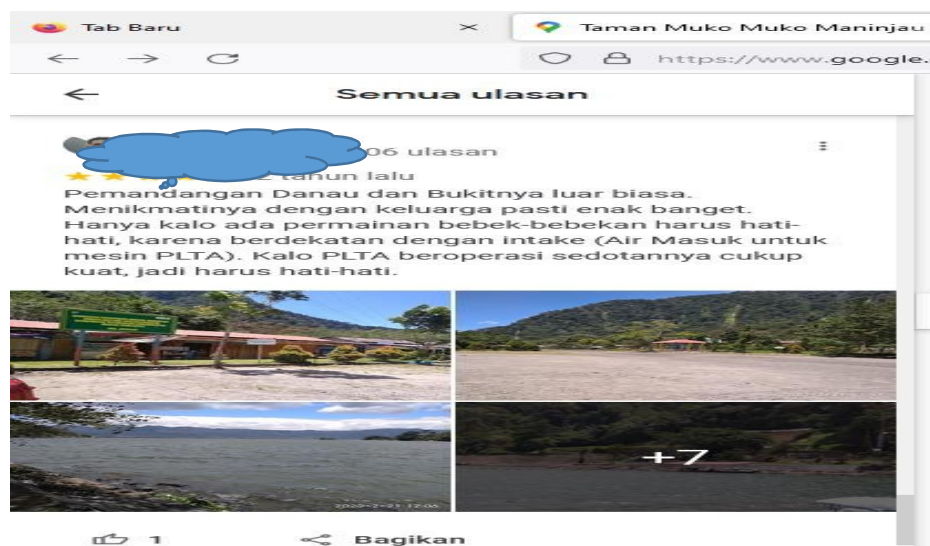 Tab Baru
Taman Muko Muko Maninjau
https://www.google.
Semua ulasan
06 ulasan
tahun lalu
Pemandangan Danau dan Bukitnya luar biasa.
Menikmatinya dengan keluarga pasti enak banget.
Hanya kalo ada permainan bebek-bebekan harus hati-
hati, karena berdekatan dengan intake (Air Masuk untuk
mesin PLTA). Kalo PLTA beroperasi sedotannya cukup
kuat, jadi harus hati-hati.
+7
1
Bagikan